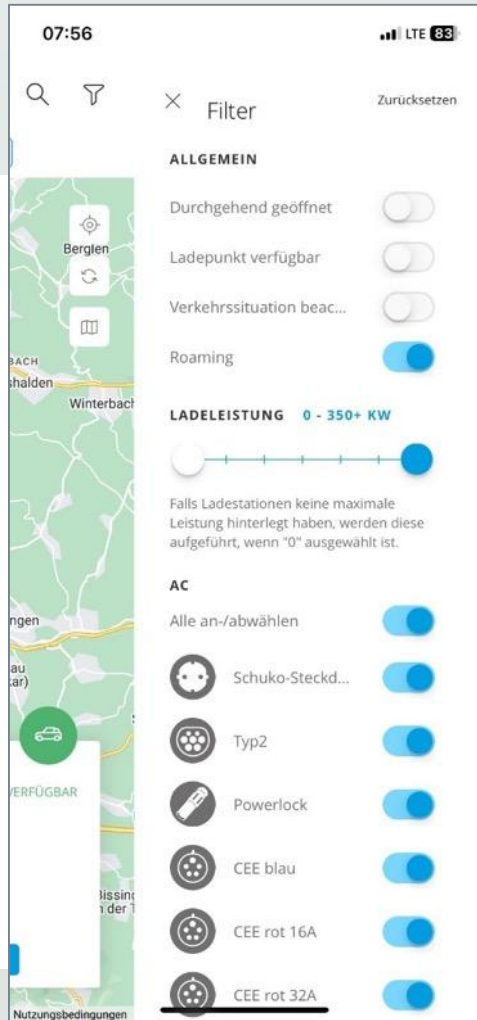 07:56
LTE 83
Filter
Zurücksetzen
ALLGEMEIN
Durchgehend geöffnet
Ladepunkt verfügbar
Verkehrssituation beac...
Roaming
LADELEISTUNG 0 - 350+ KW
Falls Ladestationen keine maximale
Leistung hinterlegt haben, werden diese
aufgeführt, wenn "0" ausgewählt ist.
AC
Alle an-/abwählen
Schuko-Steckd...
Typ2
Powerlock
CEE blau
CEE rot 16A
CEE rot 32A
Berglen
BACH
shalden
Winterbach
ngen
au
kar)
VERFÜGBAR
Bissing
n der T
Nutzungsbedingungen